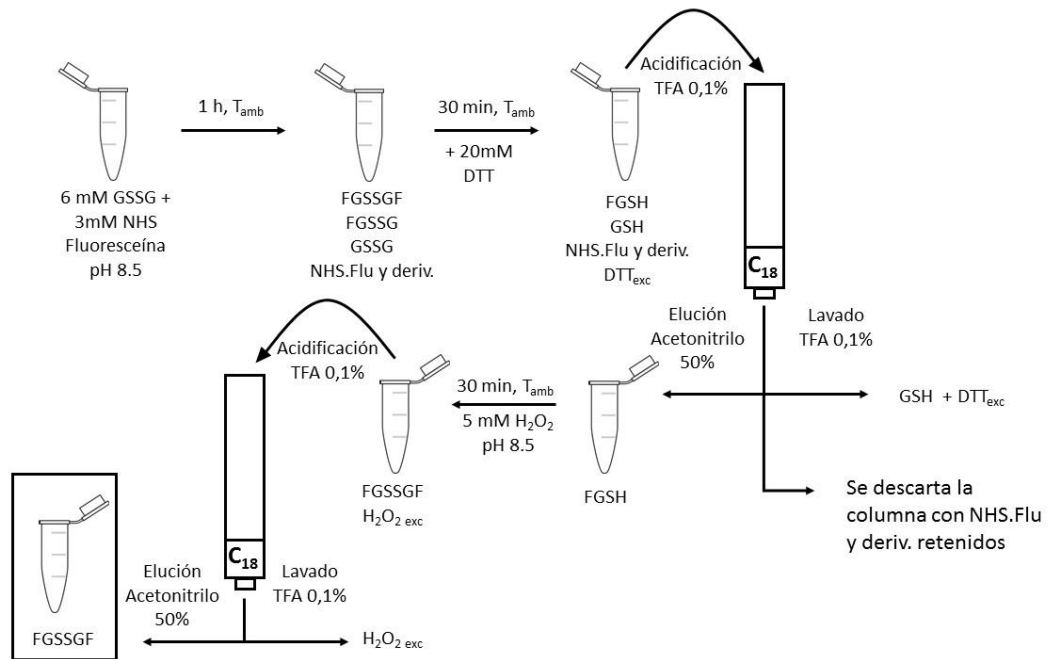 6 mM GSSG +
3mM NHS
Fluoresceína
pH 8.5
1 h, Tamb
FGSSGF
FGSSG
GSSG
NHS.Flu y deriv.
30 min, Tamb
+ 20mM
DTT
FGSH
GSH
NHS.Flu y deriv.
DTTexc
Acidificación
TFA 0,1%
C18
Elución
Acetonitrilo
50%
Lavado
TFA 0,1%
GSH + DTTexc
Se descarta la
columna con NHS.Flu
y deriv. retenidos
FGSH
30 min, Tamb
5 mM H2O2
pH 8.5
FGSSGF
H2O2 exc
Acidificación
TFA 0,1%
C18
Elución
Acetonitrilo
50%
Lavado
TFA 0,1%
H2O2 exc
FGSSGF